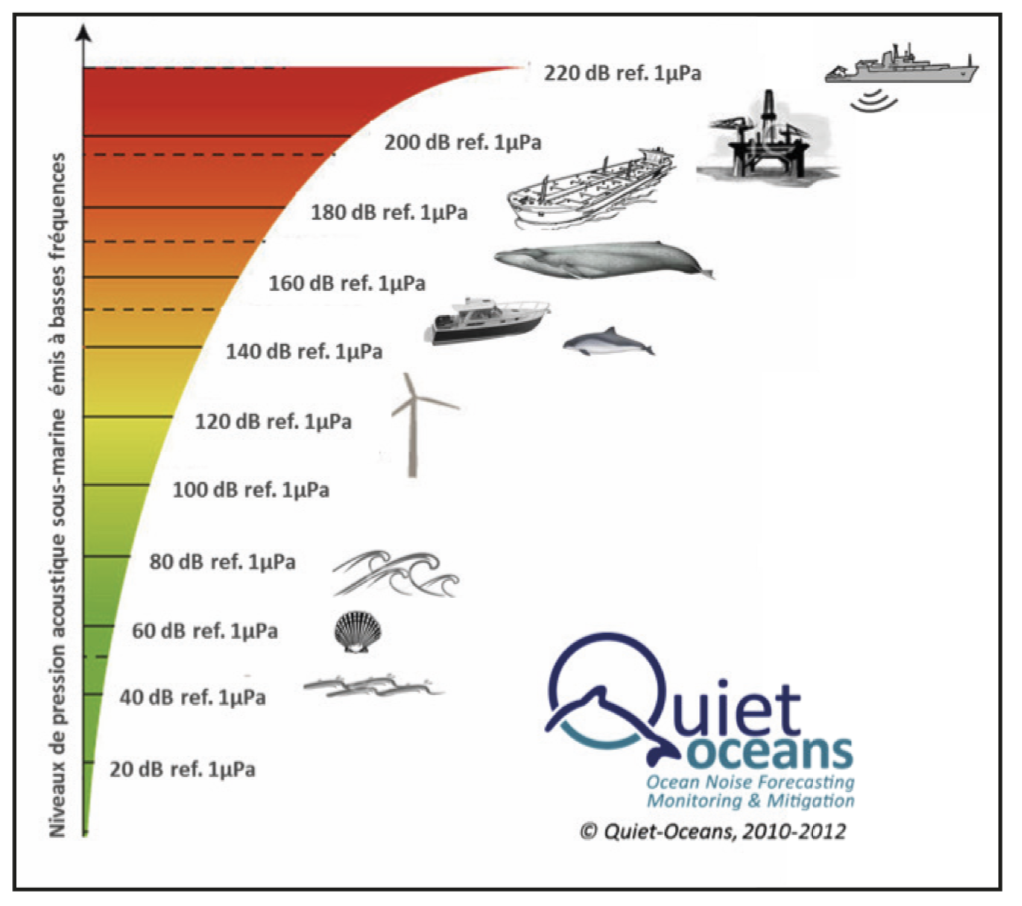 220 dB ref. 1µPa
200 dB ref. 1µPa
180 dB ref. 1µPa
160 dB ref. 1µPa
140 dB ref. 1µPa
120 dB ref. 1µPa
100 dB ref. 1µPa
80 dB ref. 1µPa
60 dB ref. 1µPa
40 dB ref. 1µPa
20 dB ref. 1µPa
Niveaux de pression acoustique sous-marine émis à basses fréquences
Quiet
oceans
Ocean Noise Forecasting
Monitoring & Mitigation
© Quiet-Oceans, 2010-2012